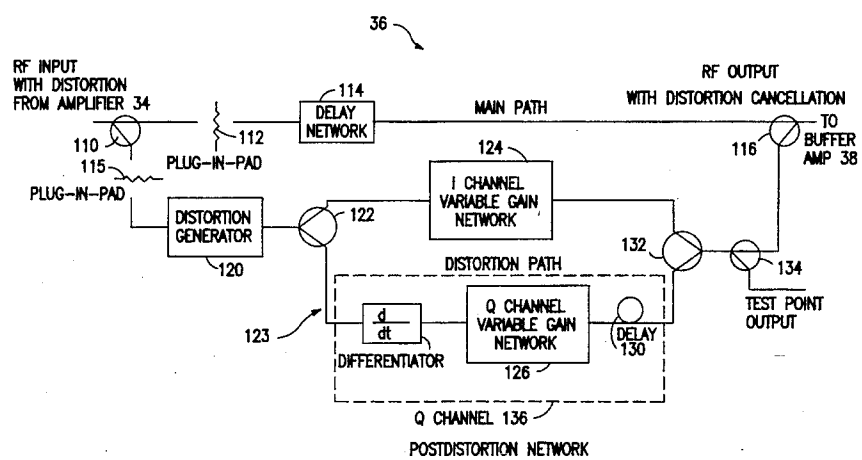 36
RF INPUT
WITH DISTORTION
FROM AMPLIFIER 34
110
112
PLUG-IN-PAD
114
DELAY
NETWORK
MAIN PATH
RF OUTPUT
WITH DISTORTION CANCELLATION
116
TO
BUFFER
AMP 38
115
PLUG-IN-PAD
DISTORTION
GENERATOR
120
122
124
I CHANNEL
VARIABLE GAIN
NETWORK
132
134
TEST POINT
OUTPUT
DISTORTION PATH
123
d
dt
DIFFERENTIATOR
Q CHANNEL
VARIABLE GAIN
NETWORK
126
DELAY
130
Q CHANNEL 136
POSTDISTORTION NETWORK